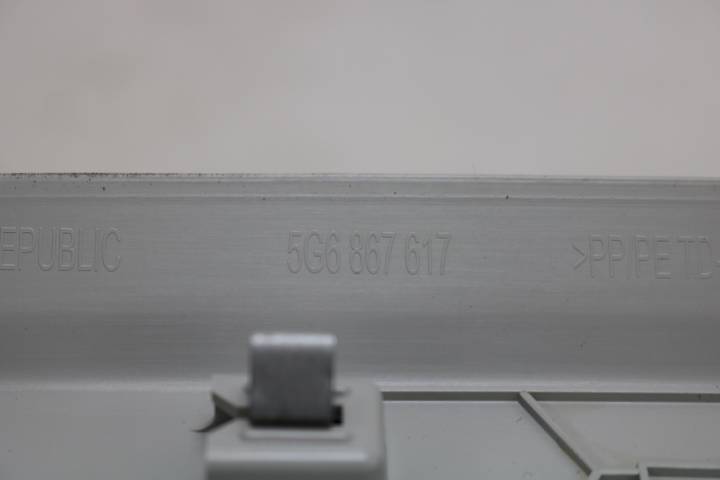 EPUBLIC 5G6 867 617 >PP/PE TD